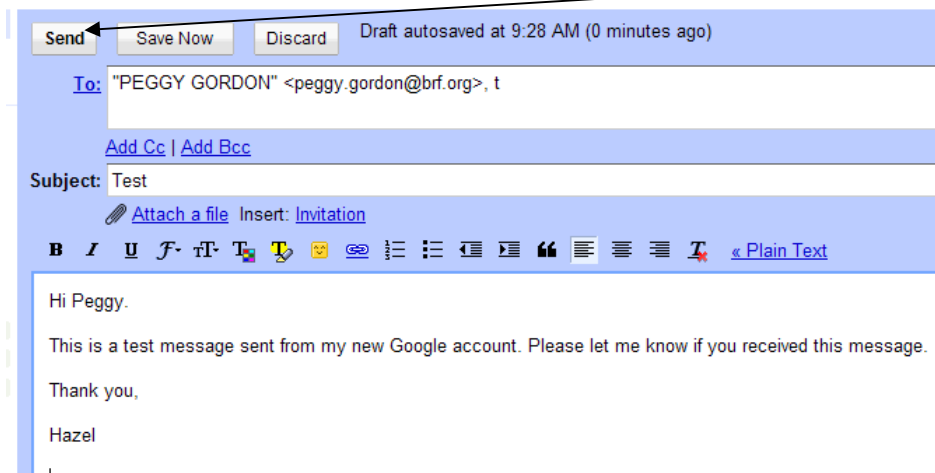 Send Save Now Discard Draft autosaved at 9:28 AM (0 minutes ago)
To: "PEGGY GORDON" <peggy.gordon@brf.org>, t
Add Cc | Add Bcc
Subject: Test
Attach a file Insert: Invitation
B I U F T T T « Plain Text
Hi Peggy.
This is a test message sent from my new Google account. Please let me know if you received this message.
Thank you,
Hazel